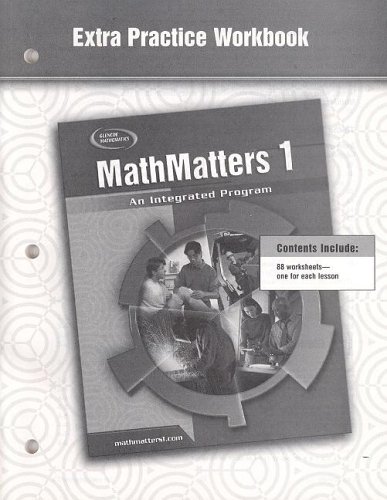 Extra Practice Workbook
GLENCOE
MATHEMATICS
MathMatters 1
An Integrated Program
Contents Include:
88 worksheets—
one for each lesson
mathmatters1.com